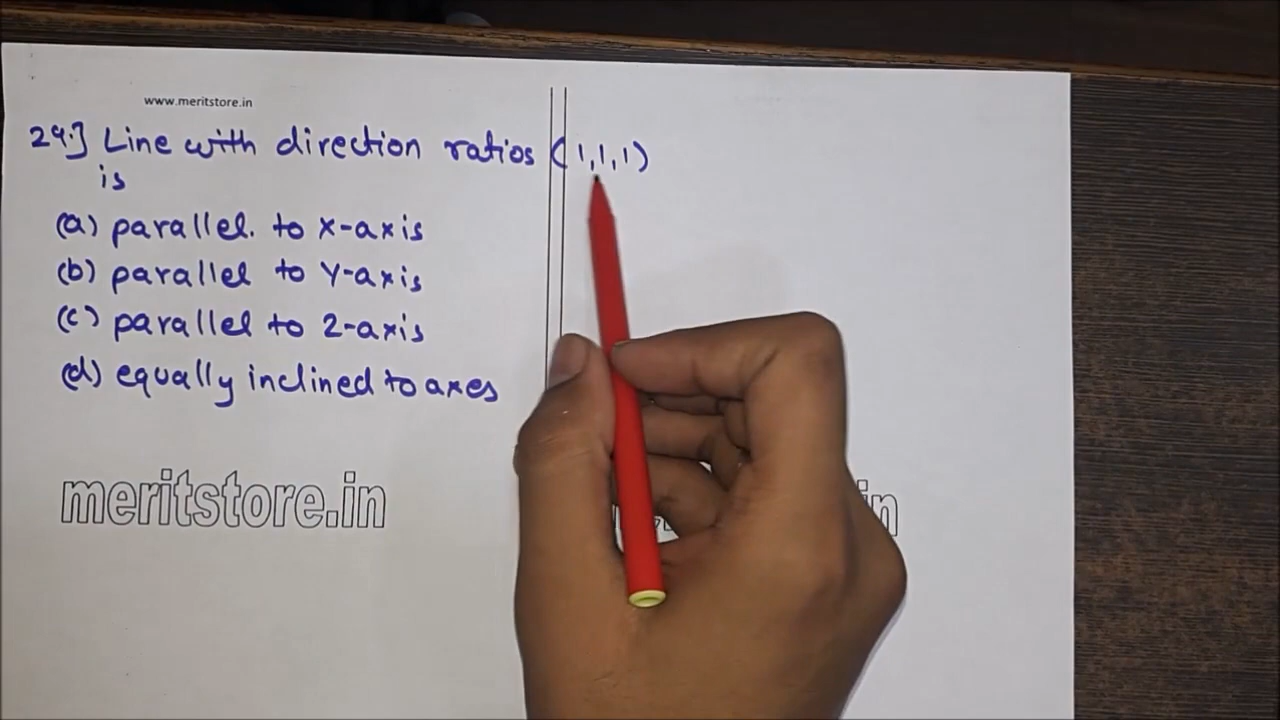 www.meritstore.in
24.] Line with direction ratios (1,1,1)
is
(a) parallel. to X-axis
(b) parallel to Y-axis
(c) parallel to Z-axis
(d) equally inclined to axes
meritstore.in
in